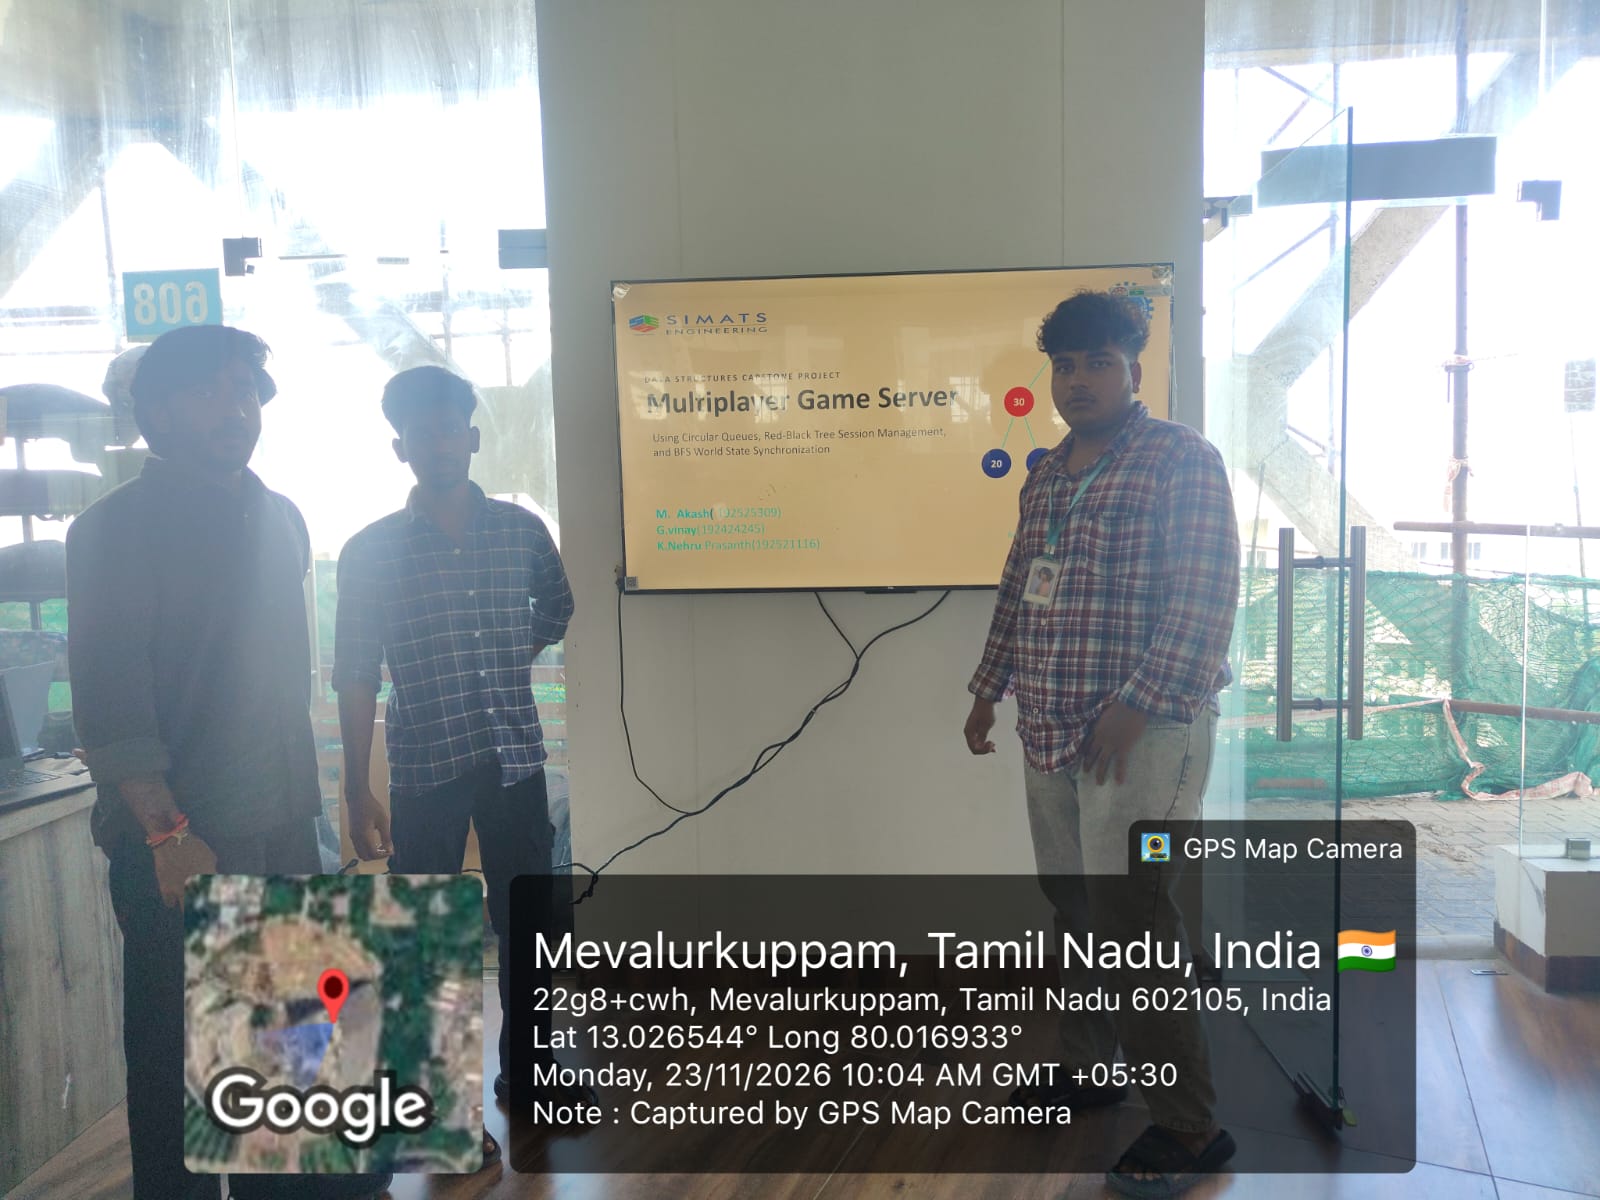 608
SIMATS
ENGINEERING
DATA STRUCTURES CAPSTONE PROJECT
Multiplayer Game Server
Using Circular Queues, Red-Black Tree Session Management,
and BFS World State Synchronization
30
20
M. Akash(192525309)
G.vinay(192424245)
K.Nehru Prasanth(192521116)
GPS Map Camera
Mevalurkuppam, Tamil Nadu, India
22g8+cwh, Mevalurkuppam, Tamil Nadu 602105, India
Lat 13.026544° Long 80.016933°
Monday, 23/11/2026 10:04 AM GMT +05:30
Note : Captured by GPS Map Camera
Google